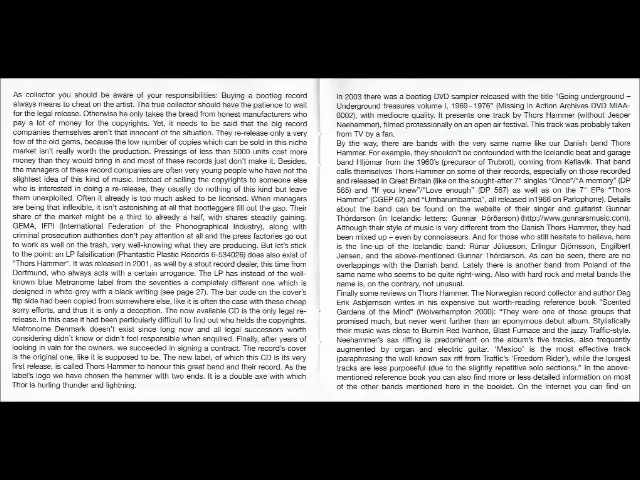 As collector you should be aware of your responsibilities: Buying a bootleg record
always means to cheat on the artist. The true collector should have the patience to wait
for the legal release. Otherwise he only takes the bread from honest manufacturers who
pay a lot of money for the copyrights. Yet, it needs to be said that the big record
companies themselves aren't that innocent of the situation. They re-release only a very
few of the old gems, because the low number of copies which can be sold in this niche
market isn't really worth the production. Pressings of less than 5000 units cost more
money than they would bring in and most of these records just don't make it. Besides,
the managers of these record companies are often very young people who have not the
slightest idea of this kind of music. Instead of selling the copyrights to someone else
who is interested in doing a re-release, they usually do nothing of this kind but leave
them unexploited. Often it already is too much asked to be licensed. When managers
are being that inflexible, it isn't astonishing at all that bootleggers fill out the gap. Their
share of the market might be a third to already a half, with shares steadily gaining.
GEMA, IFPI (International Federation of the Phonographical Industry), along with
criminal prosecution authorities don't pay attention at all and the press factories go out
to work as well on the trash, very well-knowing what they are producing. But let's stick
to the point: an LP falsification (Phantastic Plastic Records 6-534026) does also exist of
"Thors Hammer". It was released in 2001, as well by a stout record dealer, this time from
Dortmund, who always acts with a certain arrogance. The LP has instead of the well-
known blue Metronome label from the seventies a completely different one which is
designed in white grey with a black writing (see page 27). The bar code on the cover's
flip side had been copied from somewhere else, like it is often the case with these cheap
sorry efforts, and thus it is only a deception. The now available CD is the only legal re-
release. In this case it had been particularly difficult to find out who holds the copyrights.
Metronome Denmark doesn't exist since long now and all legal successors worth
considering didn't know or didn't feel responsible when enquired. Finally, after years of
looking in vain for the owners, we succeeded in signing a contract. The record's cover
is the original one, like it is supposed to be. The new label, of which this CD is its very
first release, is called Thors Hammer to honour this great band and their record. As the
label's logo we have chosen the hammer with two ends. It is a double axe with which
Thor is hurling thunder and lightning.
In 2003 there was a bootleg DVD sampler released with the title "Going underground –
Underground treasures volume I, 1969–1976" (Missing in Action Archives DVD MIAA-
0002), with mediocre quality. It presents one track by Thors Hammer (without Jesper
Neehammer), filmed professionally on an open air festival. This track was probably taken
from TV by a fan.
By the way, there are bands with the very same name like our Danish band Thors
Hammer. For example, they shouldn't be confounded with the Icelandic beat and garage
band Hljómar from the 1960's (precursor of Trúbrot), coming from Keflavik. That band
calls themselves Thors Hammer on some of their records, especially on those recorded
and released in Great Britain (like on the sought-after 7" singles "Once"/"A memory" (DP
565) and "If you knew"/"Love enough" (DP 567) as well as on the 7" EPs "Thors
Hammer" (CGEP 62) and "Umbarumbamba", all released in 1966 on Parlophone). Details
about the band can be found on the website of their singer and guitarist Gunnar
Thórdarson (in Icelandic letters: Gunnar Þórðarson) (http://www.gunnarsmusic.com).
Although their style of music is very different from the Danish Thors Hammer, they had
been mixed up – even by connoisseurs. And for those who still hesitate to believe, here
is the line-up of the Icelandic band: Rúnar Júlíusson, Erlingur Björnsson, Engilbert
Jensen, and the above-mentioned Gunnar Thórdarson. As can be seen, there are no
overlappings with the Danish band. Lately there is another band from Poland of the
same name who seems to be quite right-wing. Also with hard rock and metal bands the
name is, on the contrary, not unusual.
Finally some reviews on Thors Hammer. The Norwegian record collector and author Dag
Erik Asbjørnsen writes in his expensive but worth-reading reference book "Scented
Gardens of the Mind" (Wolverhampton 2000): "They were one of those groups that
promised much, but never went further than an eponymous debut album. Stylistically
their music was close to Burnin Red Ivanhoe, Blast Furnace and the jazzy Traffic-style.
Neehammer's sax riffing is predominant on the album's five tracks, also frequently
augmented by organ and electric guitar. 'Mexico' is the most effective track
(paraphrasing the well known sax riff from Traffic's 'Freedom Rider'), while the longest
tracks are less purposeful (due to the slightly repetitive solo sections)." In the above-
mentioned reference book you can also find more or less detailed information on most
of the other bands mentioned here in the booklet. On the internet you can find on